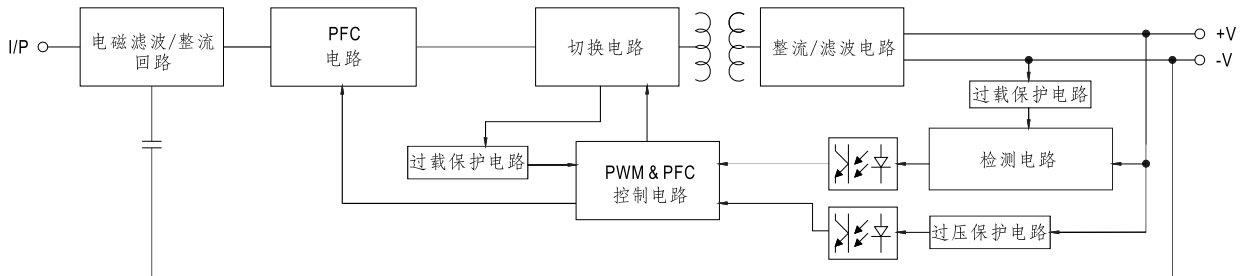 I/P
电磁滤波/整流
回路
PFC
电路
切换电路
整流/滤波电路
+V
-V
过载保护电路
过载保护电路
PWM & PFC
控制电路
检测电路
过压保护电路